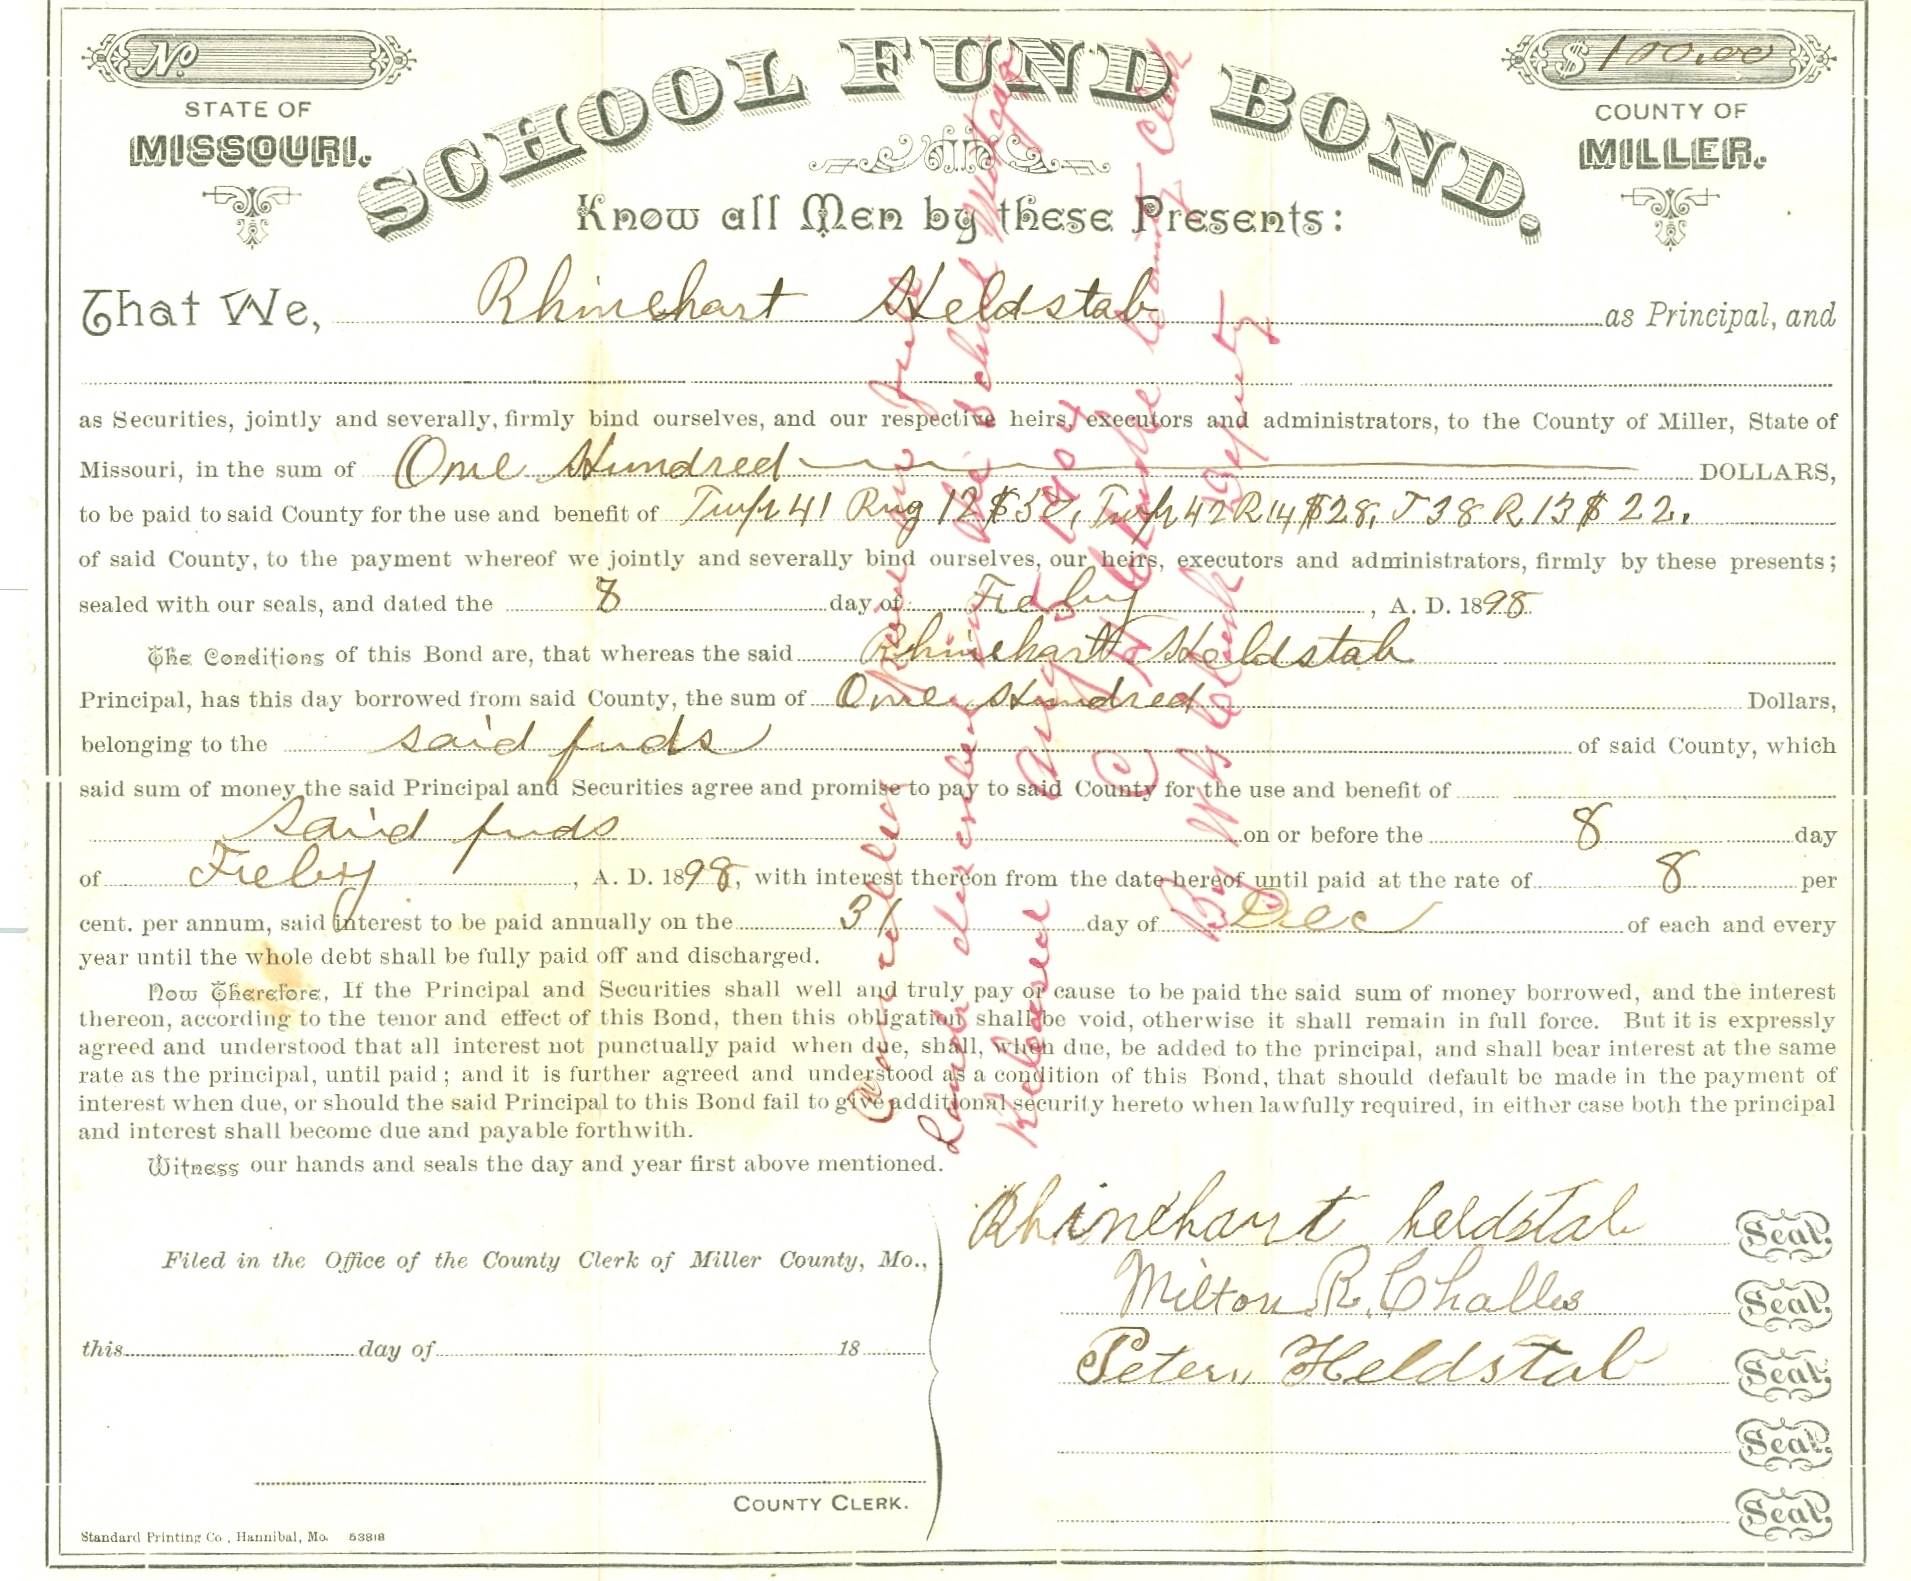 No
STATE OF
MISSOURI.
SCHOOL FUND BOND.
$ 100.00
COUNTY OF
MILLER.
Know all Men by these Presents:
That We, Rhinehart Heldstab as Principal, and
as Securities, jointly and severally, firmly bind ourselves, and our respective heirs, executors and administrators, to the County of Miller, State of
Missouri, in the sum of One Hundred DOLLARS,
to be paid to said County for the use and benefit of Twp 41 Rng 12 $50, Twp 42 R 14 $28, T 38 R 13 $ 22.
of said County, to the payment whereof we jointly and severally bind ourselves, our heirs, executors and administrators, firmly by these presents;
sealed with our seals, and dated the 8 day of Feby, A. D. 1898
The Conditions of this Bond are, that whereas the said Rhinehart Heldstab
Principal, has this day borrowed from said County, the sum of One Hundred Dollars,
belonging to the said fuds of said County, which
said sum of money the said Principal and Securities agree and promise to pay to said County for the use and benefit of
said fuds on or before the 8 day
of Feby, A. D. 1898, with interest thereon from the date hereof until paid at the rate of 8 per
cent. per annum, said interest to be paid annually on the 31 day of Dec of each and every
year until the whole debt shall be fully paid off and discharged.
Now Therefore, If the Principal and Securities shall well and truly pay or cause to be paid the said sum of money borrowed, and the interest
thereon, according to the tenor and effect of this Bond, then this obligation shall be void, otherwise it shall remain in full force. But it is expressly
agreed and understood that all interest not punctually paid when due, shall, when due, be added to the principal, and shall bear interest at the same
rate as the principal, until paid; and it is further agreed and understood as a condition of this Bond, that should default be made in the payment of
interest when due, or should the said Principal to this Bond fail to give additional security hereto when lawfully required, in either case both the principal
and interest shall become due and payable forthwith.
Witness our hands and seals the day and year first above mentioned.
Rhinehart heldstab Seal.
Milton R. Challes Seal.
Peter Heldstab Seal.
Seal.
Seal.
Filed in the Office of the County Clerk of Miller County, Mo.,
this day of 18
COUNTY CLERK.
Standard Printing Co., Hannibal, Mo. 53818
described in the School Mortgage
Released Aug 1904
County Clerk
By W S Clark Deputy